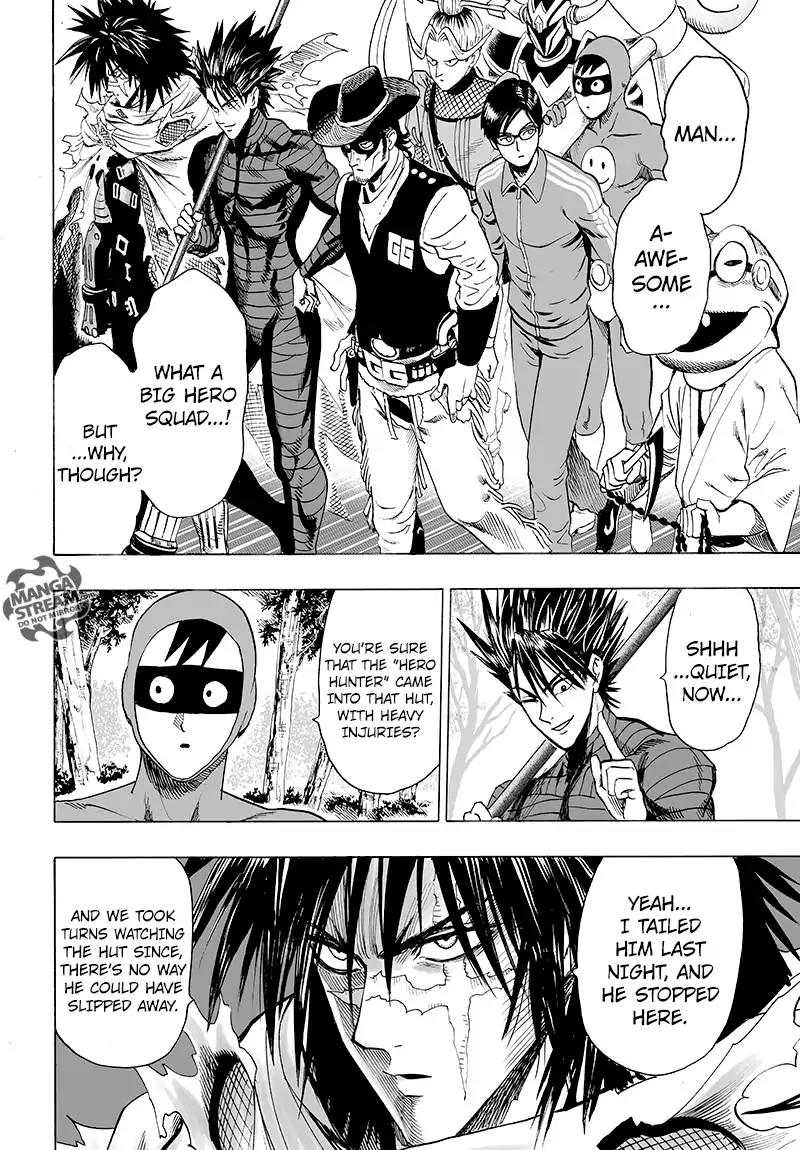 MAN...
A-
AWE-
SOME
...
WHAT A
BIG HERO
SQUAD...!
BUT
...WHY,
THOUGH?
GG
GG
MANGA
STREAM
DO NOT MIRROR!
SHHH
...QUIET,
NOW...
YOU'RE SURE
THAT THE "HERO
HUNTER" CAME
INTO THAT HUT,
WITH HEAVY
INJURIES?
YEAH...
I TAILED
HIM LAST
NIGHT, AND
HE STOPPED
HERE.
AND WE TOOK
TURNS WATCHING
THE HUT SINCE,
THERE'S NO WAY
HE COULD HAVE
SLIPPED AWAY.